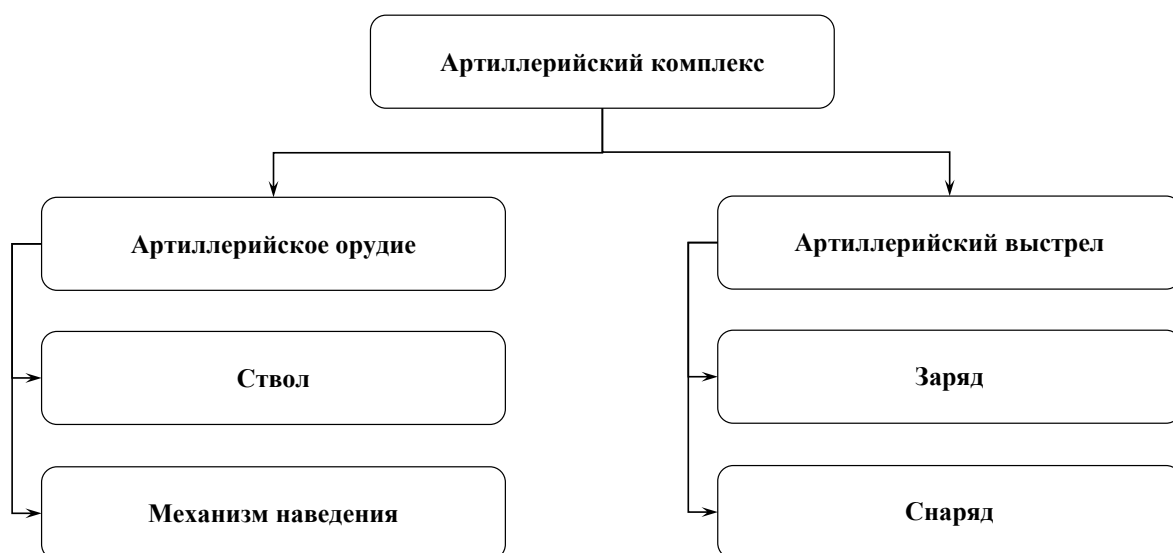 Артиллерийский комплекс
Артиллерийское орудие
Артиллерийский выстрел
Ствол
Заряд
Механизм наведения
Снаряд